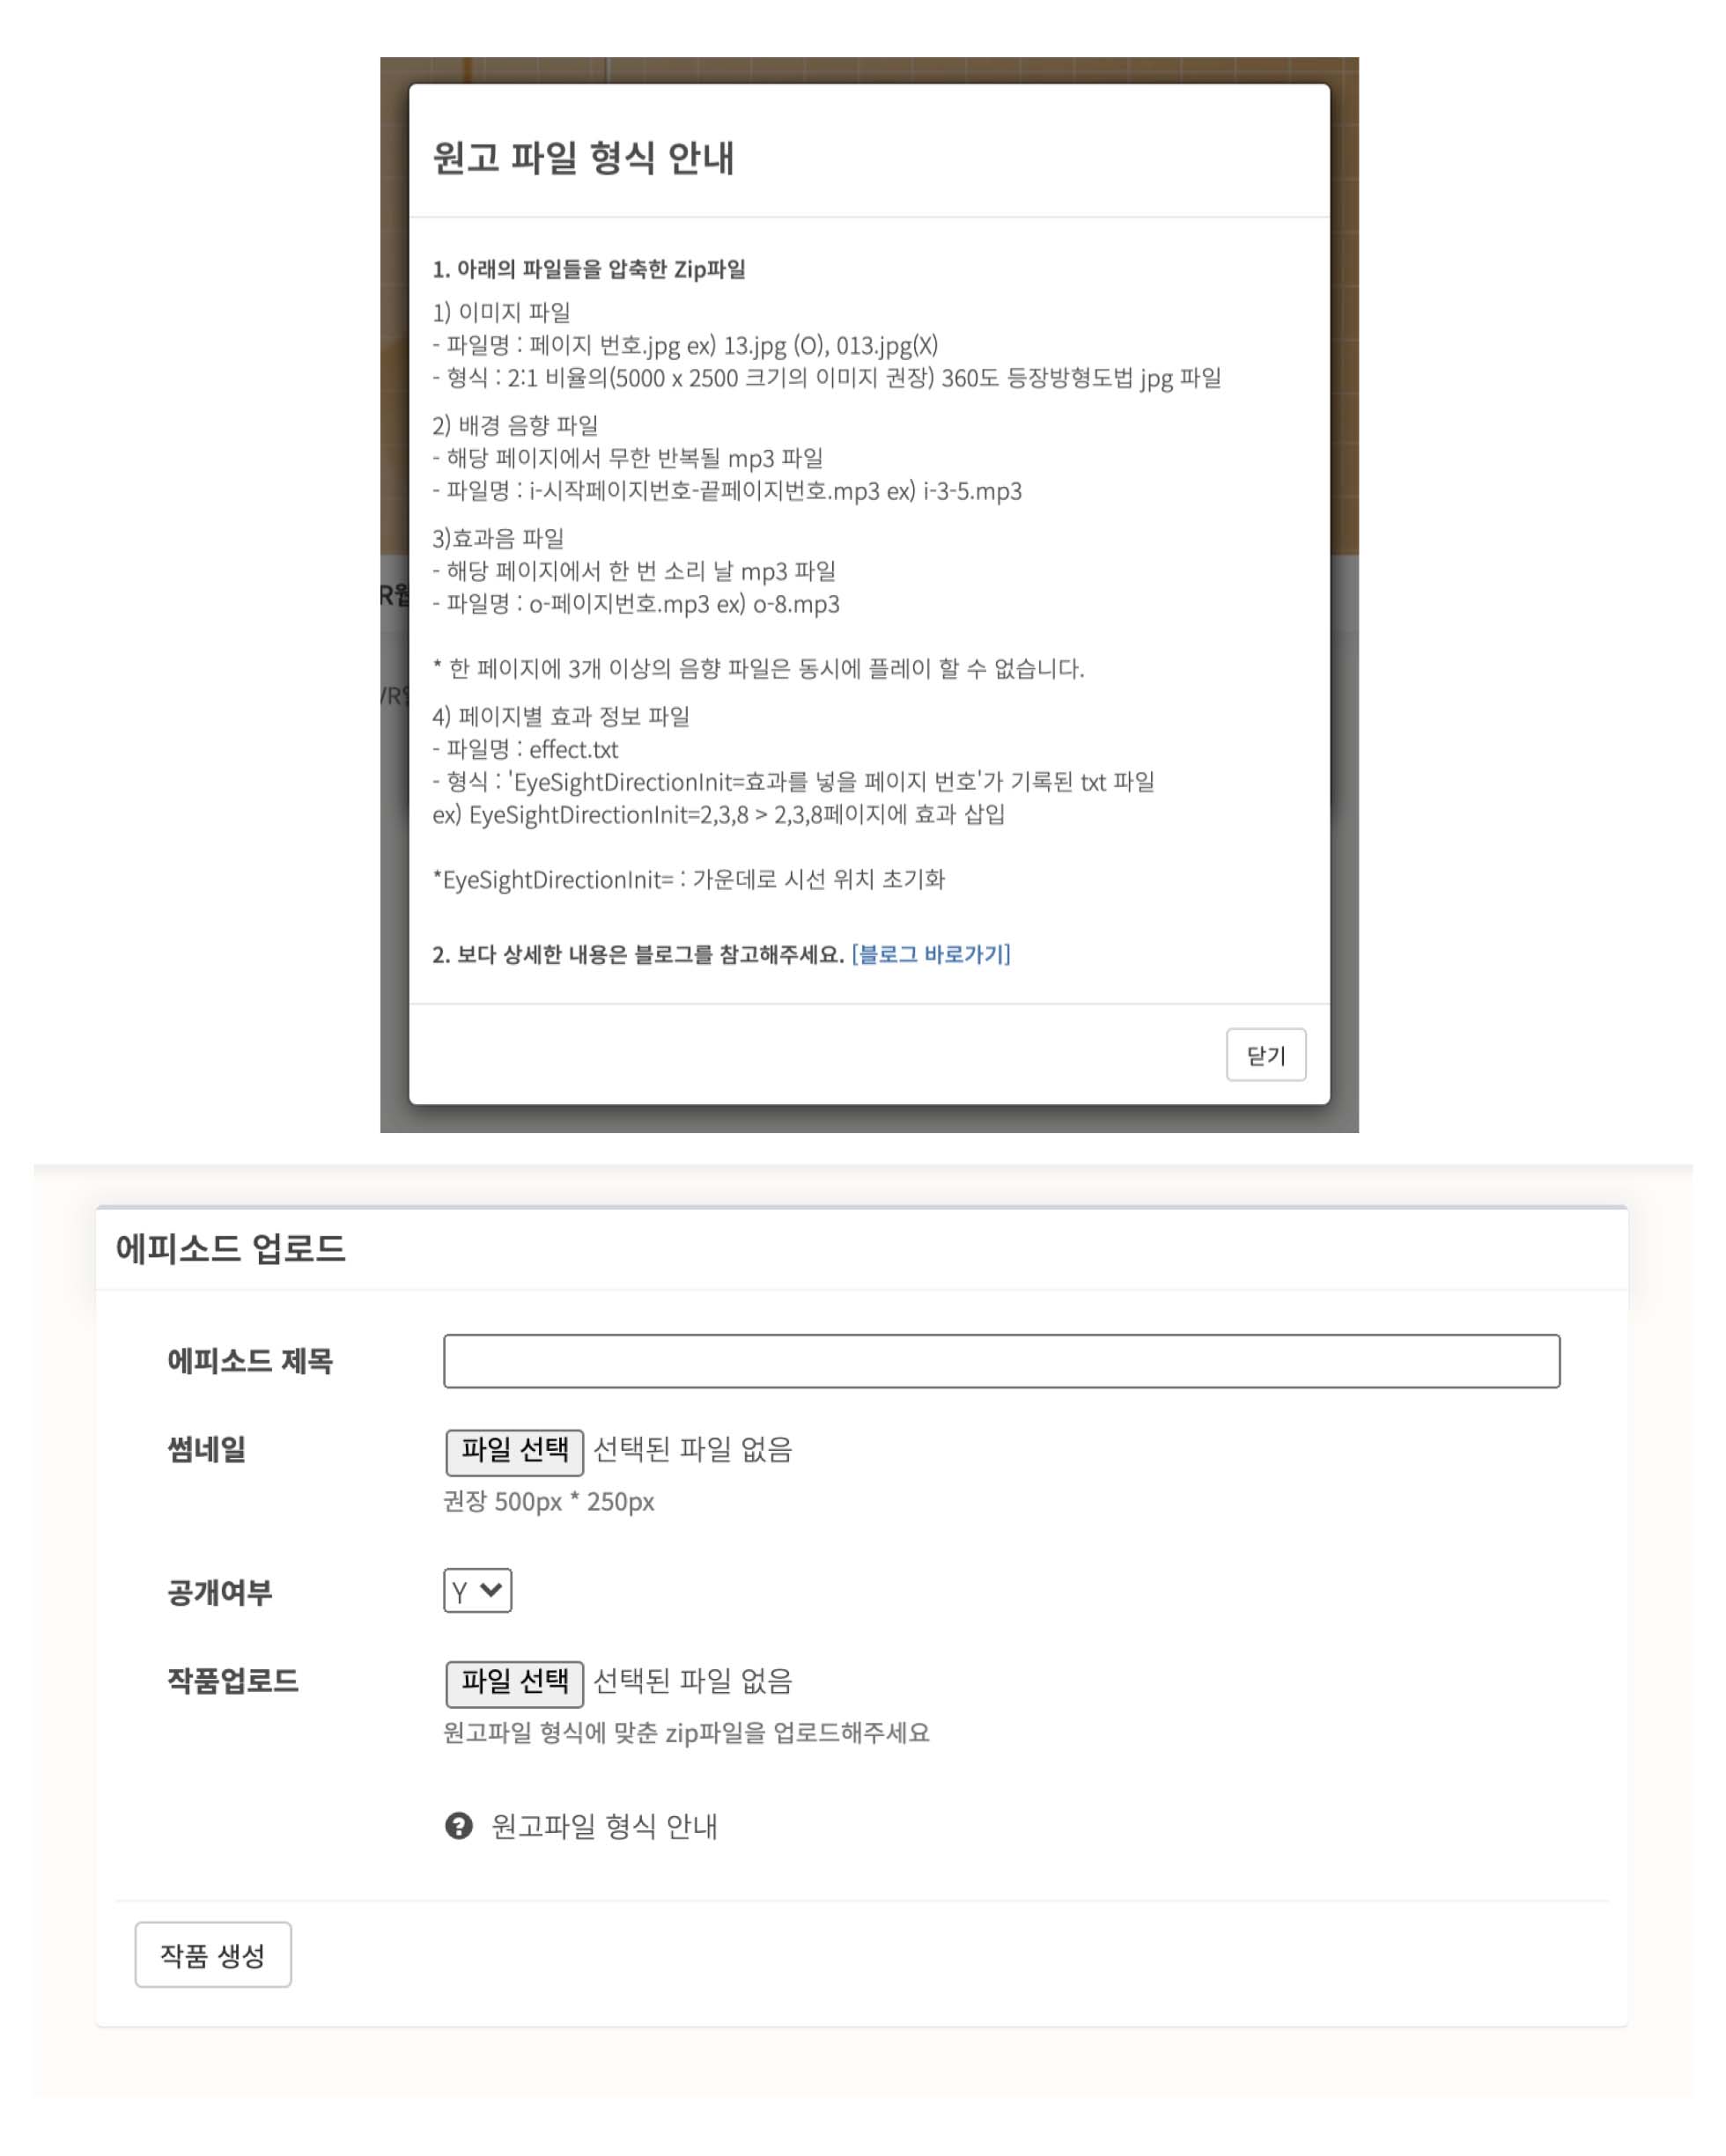 원고 파일 형식 안내
1. 아래의 파일들을 압축한 Zip파일
1) 이미지 파일
- 파일명 : 페이지 번호.jpg ex) 13.jpg (O), 013.jpg(X)
- 형식 : 2:1 비율의(5000 x 2500 크기의 이미지 권장) 360도 등장방형도법 jpg 파일
2) 배경 음향 파일
- 해당 페이지에서 무한 반복될 mp3 파일
- 파일명 : i-시작페이지번호-끝페이지번호.mp3 ex) i-3-5.mp3
3)효과음 파일
- 해당 페이지에서 한 번 소리 날 mp3 파일
- 파일명 : o-페이지번호.mp3 ex) o-8.mp3
* 한 페이지에 3개 이상의 음향 파일은 동시에 플레이 할 수 없습니다.
4) 페이지별 효과 정보 파일
- 파일명 : effect.txt
- 형식 : 'EyeSightDirectionInit=효과를 넣을 페이지 번호'가 기록된 txt 파일
ex) EyeSightDirectionInit=2,3,8 > 2,3,8페이지에 효과 삽입
*EyeSightDirectionInit= : 가운데로 시선 위치 초기화
2. 보다 상세한 내용은 블로그를 참고해주세요. [블로그 바로가기]
닫기
에피소드 업로드
에피소드 제목
썸네일 파일 선택 선택된 파일 없음
권장 500px * 250px
공개여부 Y
작품업로드 파일 선택 선택된 파일 없음
원고파일 형식에 맞춘 zip파일을 업로드해주세요
? 원고파일 형식 안내
작품 생성